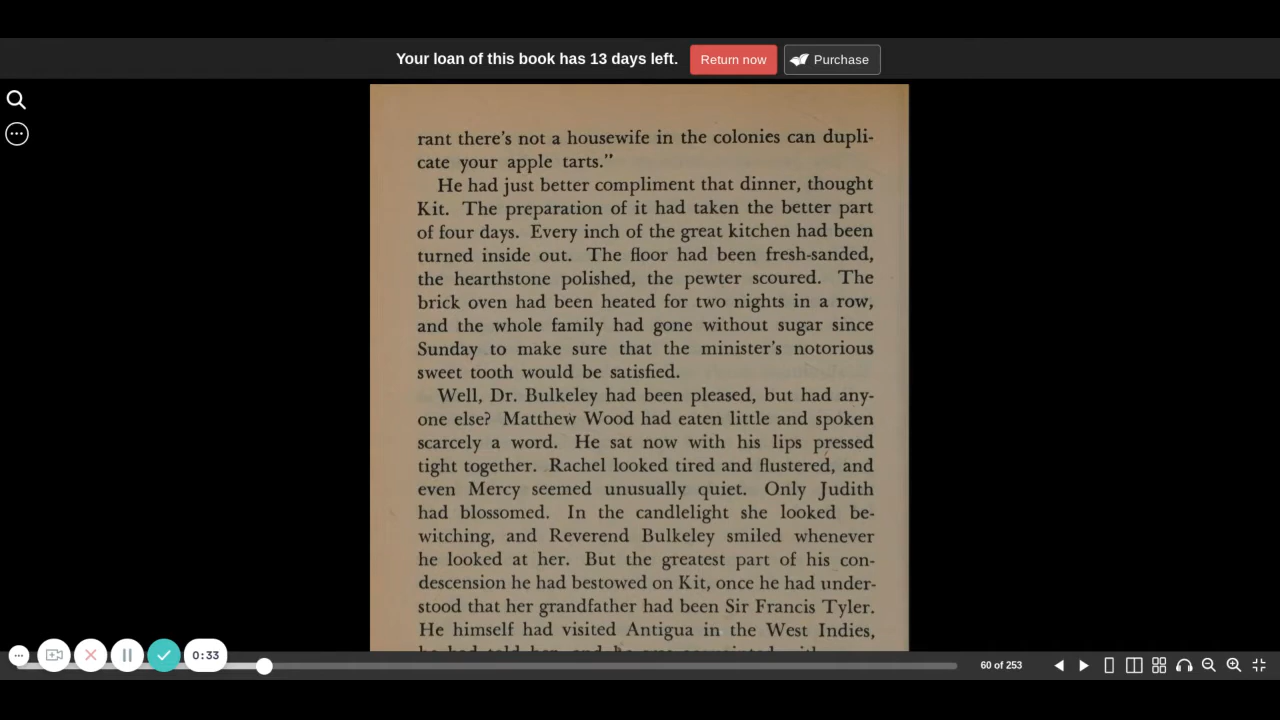 Your loan of this book has 13 days left.
Return now
Purchase
rant there's not a housewife in the colonies can dupli-
cate your apple tarts."
He had just better compliment that dinner, thought
Kit. The preparation of it had taken the better part
of four days. Every inch of the great kitchen had been
turned inside out. The floor had been fresh-sanded,
the hearthstone polished, the pewter scoured. The
brick oven had been heated for two nights in a row,
and the whole family had gone without sugar since
Sunday to make sure that the minister's notorious
sweet tooth would be satisfied.
Well, Dr. Bulkeley had been pleased, but had any-
one else? Matthew Wood had eaten little and spoken
scarcely a word. He sat now with his lips pressed
tight together. Rachel looked tired and flustered, and
even Mercy seemed unusually quiet. Only Judith
had blossomed. In the candlelight she looked be-
witching, and Reverend Bulkeley smiled whenever
he looked at her. But the greatest part of his con-
descension he had bestowed on Kit, once he had under-
stood that her grandfather had been Sir Francis Tyler.
He himself had visited Antigua in the West Indies,
0:33
60 of 253